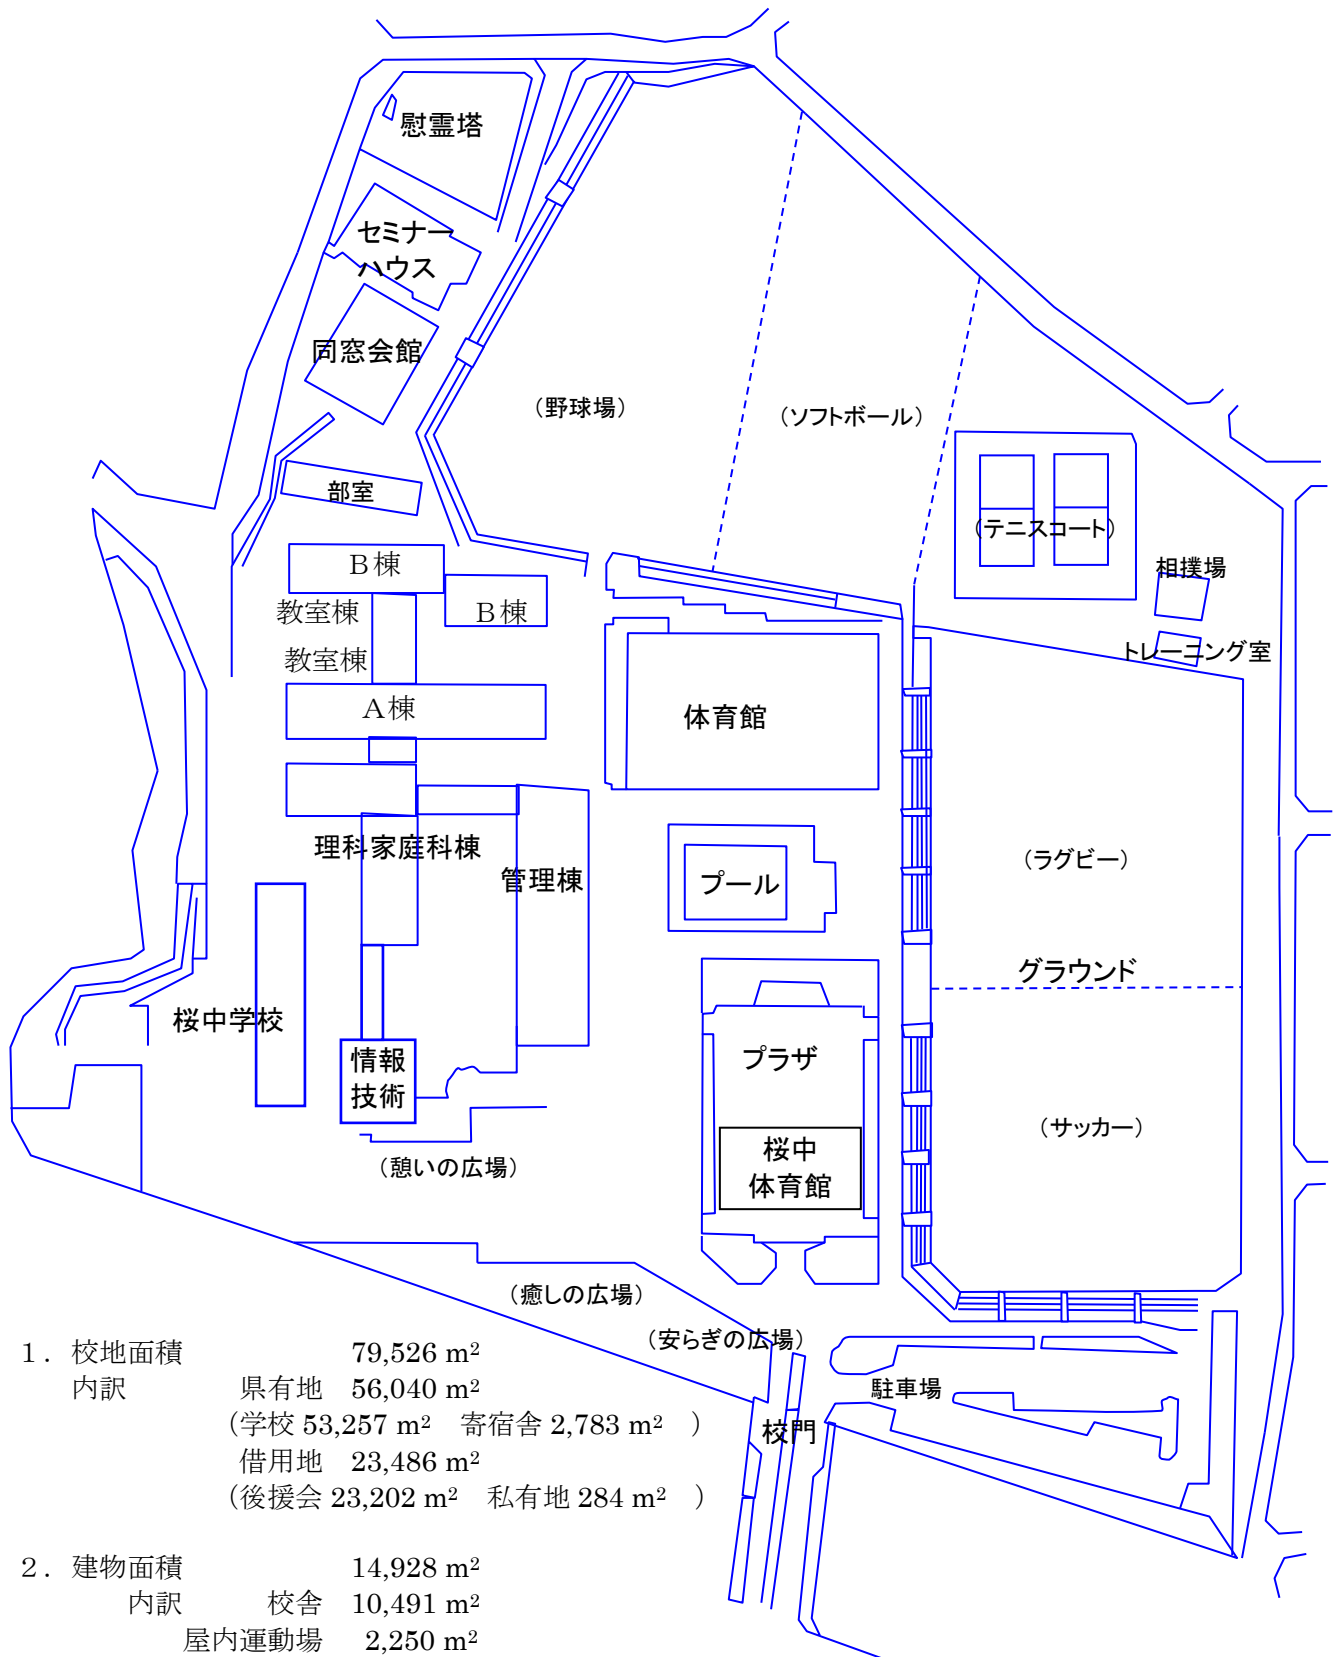 慰霊塔
セミナー
ハウス
同窓会館
（野球場）
（ソフトボール）
部室
（テニスコート）
Ｂ棟
相撲場
教室棟
Ｂ棟
教室棟
トレーニング室
Ａ棟
体育館
理科家庭科棟
（ラグビー）
管理棟
プール
グラウンド
桜中学校
情報
技術
プラザ
（サッカー）
桜中
体育館
（憩いの広場）
（癒しの広場）
（安らぎの広場）
駐車場
校門
１．校地面積 79,526 m²
内訳 県有地 56,040 m²
（学校 53,257 m² 寄宿舎 2,783 m² ）
借用地 23,486 m²
（後援会 23,202 m² 私有地 284 m² ）
２．建物面積 14,928 m²
内訳 校舎 10,491 m²
屋内運動場 2,250 m²